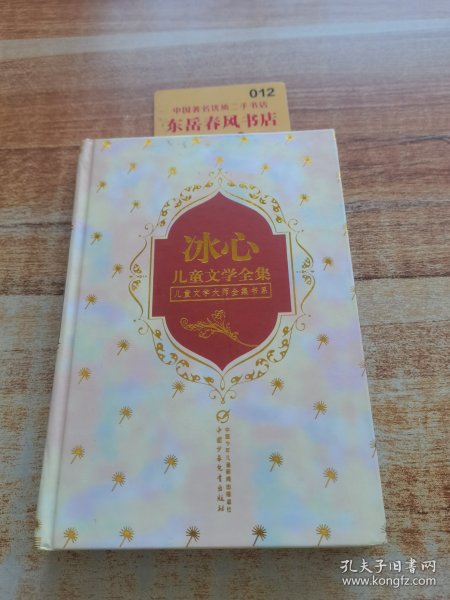 012
中国著名优质二手书店
东岳春风书店
冰心
儿童文学全集
儿童文学大师全集书系
中国少年儿童新闻出版总社
中国少年儿童出版社
孔夫子旧书网
www.kongfz.com